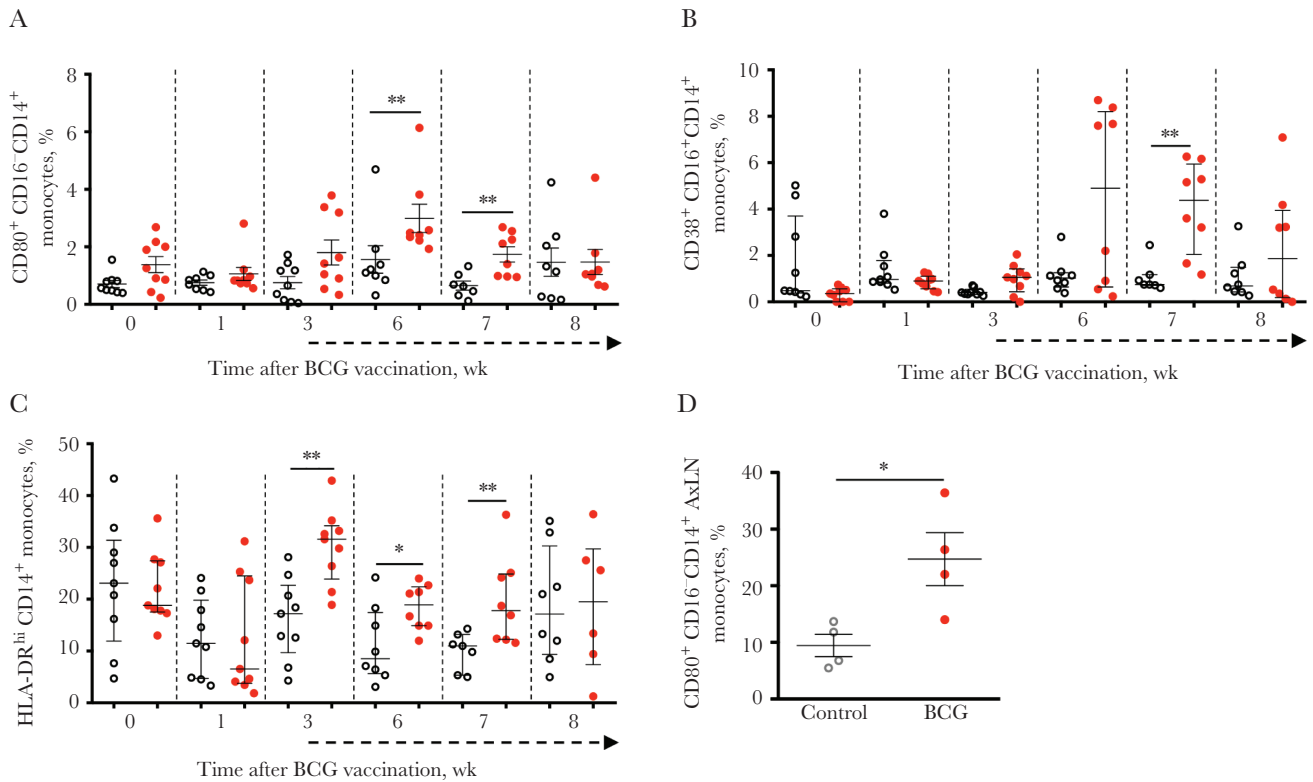 A
CD80⁺ CD16⁻CD14⁺
monocytes, %
8
6
4
2
0
** **
0 1 3 6 7 8
Time after BCG vaccination, wk
B
CD38⁺ CD16⁺CD14⁺
monocytes, %
10
8
6
4
2
0
**
0 1 3 6 7 8
Time after BCG vaccination, wk
C
HLA-DRʰⁱ CD14⁺ monocytes, %
50
40
30
20
10
0
** * **
0 1 3 6 7 8
Time after BCG vaccination, wk
D
CD80⁺ CD16⁻CD14⁺ AxLN
monocytes, %
40
30
20
10
0
*
Control BCG